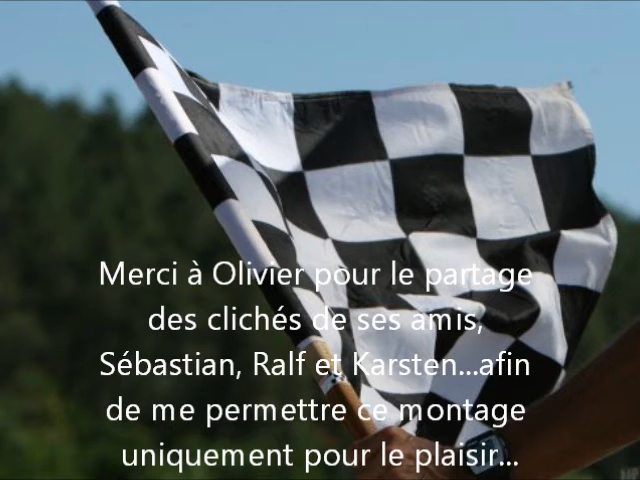 Merci à Olivier pour le partage
des clichés de ses amis,
Sébastian, Ralf et Karsten...afin
de me permettre ce montage
uniquement pour le plaisir...